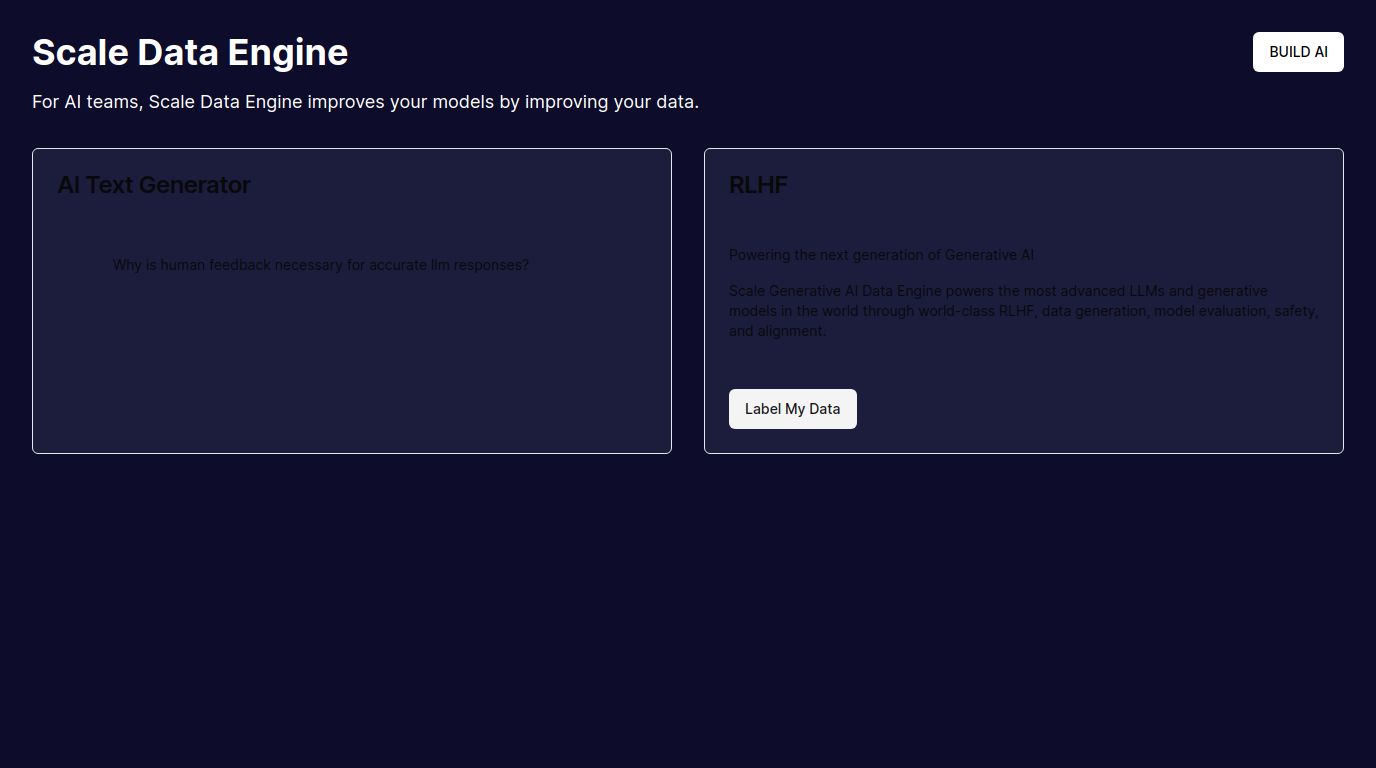 Scale Data Engine
BUILD AI
For AI teams, Scale Data Engine improves your models by improving your data.
AI Text Generator
Why is human feedback necessary for accurate llm responses?
RLHF
Powering the next generation of Generative AI
Scale Generative AI Data Engine powers the most advanced LLMs and generative
models in the world through world-class RLHF, data generation, model evaluation, safety,
and alignment.
Label My Data